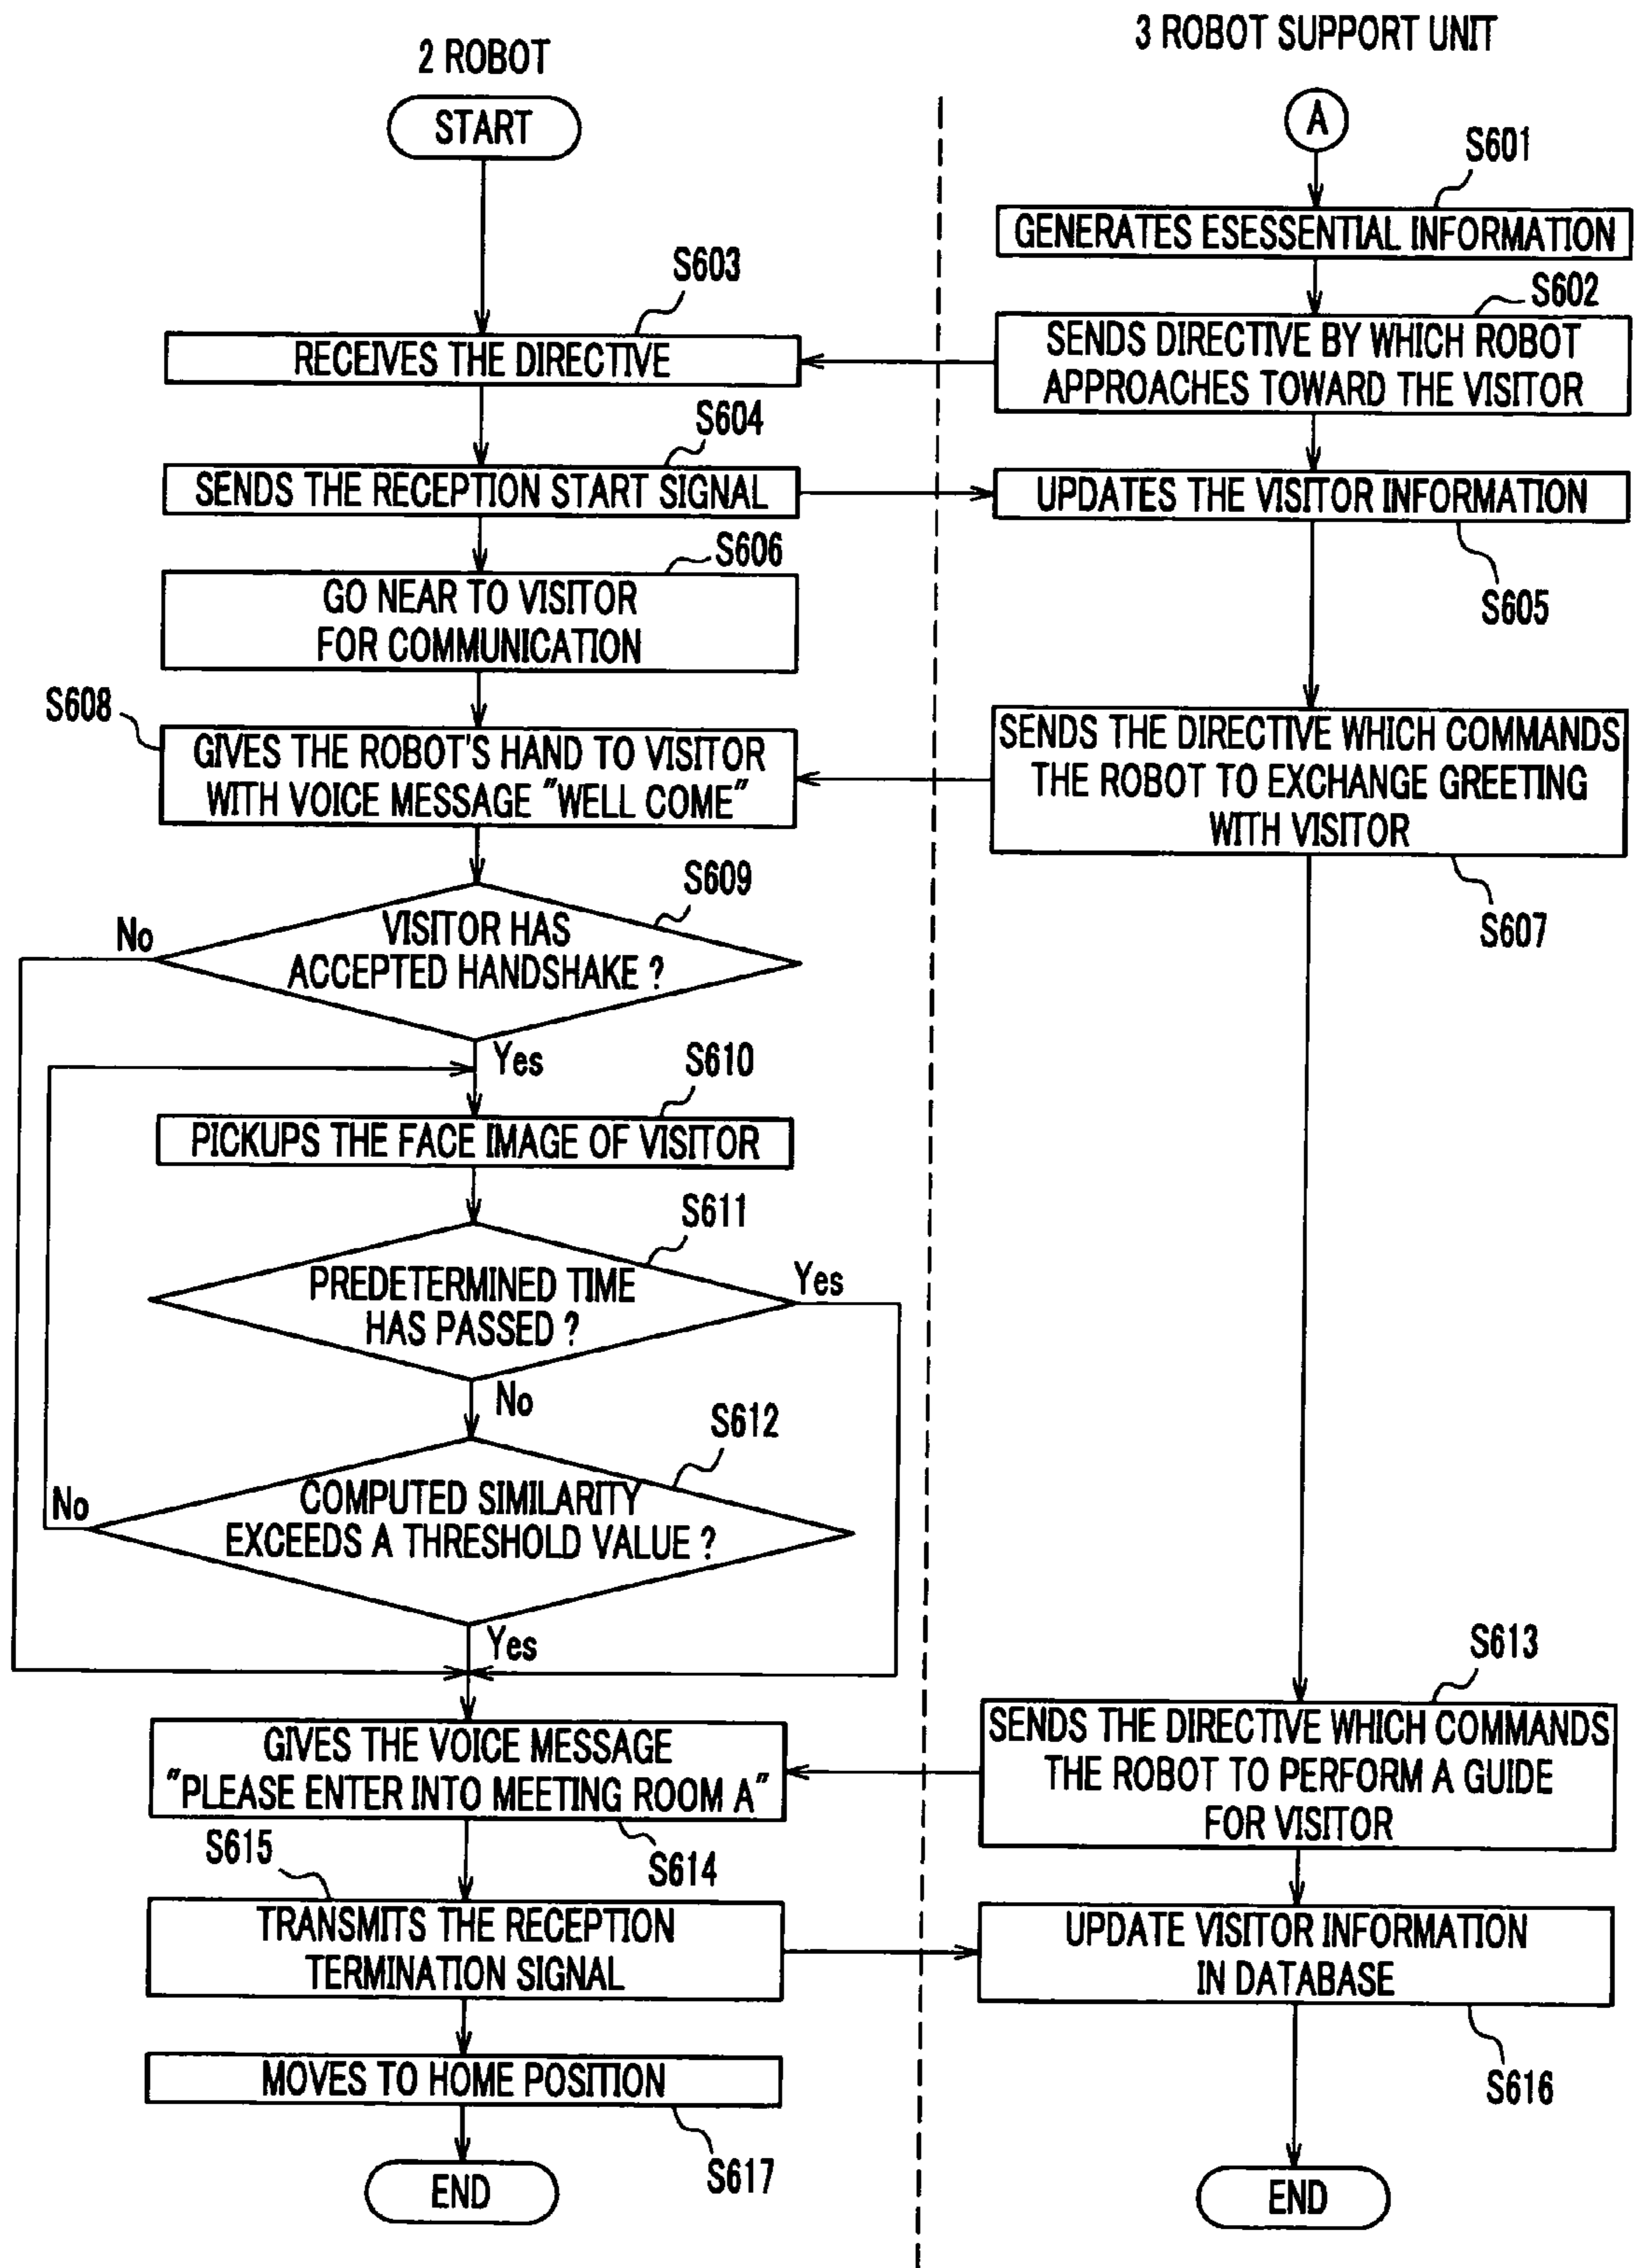 3 ROBOT SUPPORT UNIT
2 ROBOT
START
A
S601
GENERATES ESESSENTIAL INFORMATION
S603
S602
RECEIVES THE DIRECTIVE
SENDS DIRECTIVE BY WHICH ROBOT
APPROACHES TOWARD THE VISITOR
S604
SENDS THE RECEPTION START SIGNAL
UPDATES THE VISITOR INFORMATION
S606
S605
GO NEAR TO VISITOR
FOR COMMUNICATION
S608
GIVES THE ROBOT'S HAND TO VISITOR
WITH VOICE MESSAGE "WELL COME"
SENDS THE DIRECTIVE WHICH COMMANDS
THE ROBOT TO EXCHANGE GREETING
WITH VISITOR
S607
S609
No
VISITOR HAS
ACCEPTED HANDSHAKE ?
Yes
S610
PICKUPS THE FACE IMAGE OF VISITOR
S611
PREDETERMINED TIME
HAS PASSED ?
Yes
No
S612
No
COMPUTED SIMILARITY
EXCEEDS A THRESHOLD VALUE ?
Yes
S613
GIVES THE VOICE MESSAGE
"PLEASE ENTER INTO MEETING ROOM A"
SENDS THE DIRECTIVE WHICH COMMANDS
THE ROBOT TO PERFORM A GUIDE
FOR VISITOR
S615
S614
TRANSMITS THE RECEPTION
TERMINATION SIGNAL
UPDATE VISITOR INFORMATION
IN DATABASE
MOVES TO HOME POSITION
S616
S617
END
END